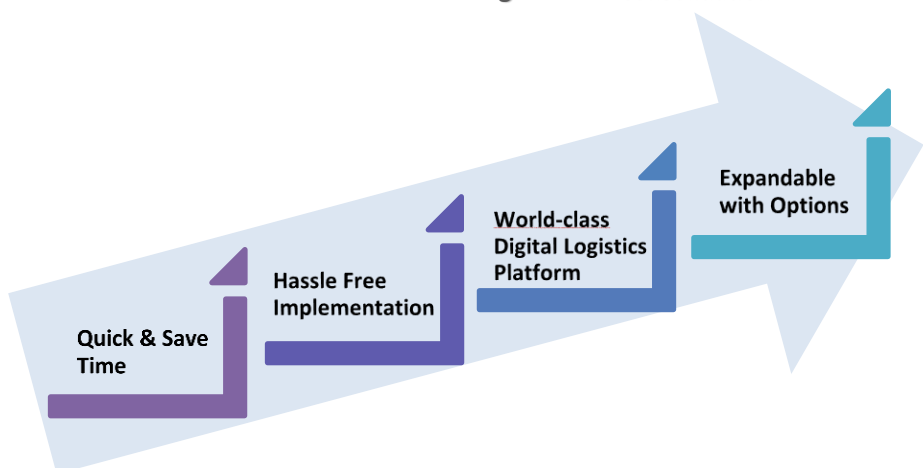 Quick & Save
Time
Hassle Free
Implementation
World-class
Digital Logistics
Platform
Expandable
with Options